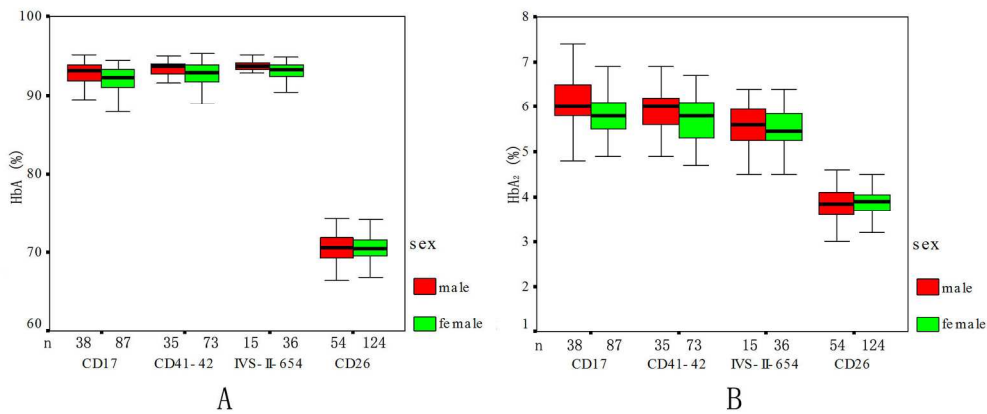 100
90
80
70
60
HbA (%)
n 38 87 35 73 15 36 54 124
CD17 CD41-42 IVS-II-654 CD26
sex
male
female
A
8
7
6
5
4
3
2
1
HbA₂ (%)
n 38 87 35 73 15 36 54 124
CD17 CD41-42 IVS-II-654 CD26
sex
male
female
B